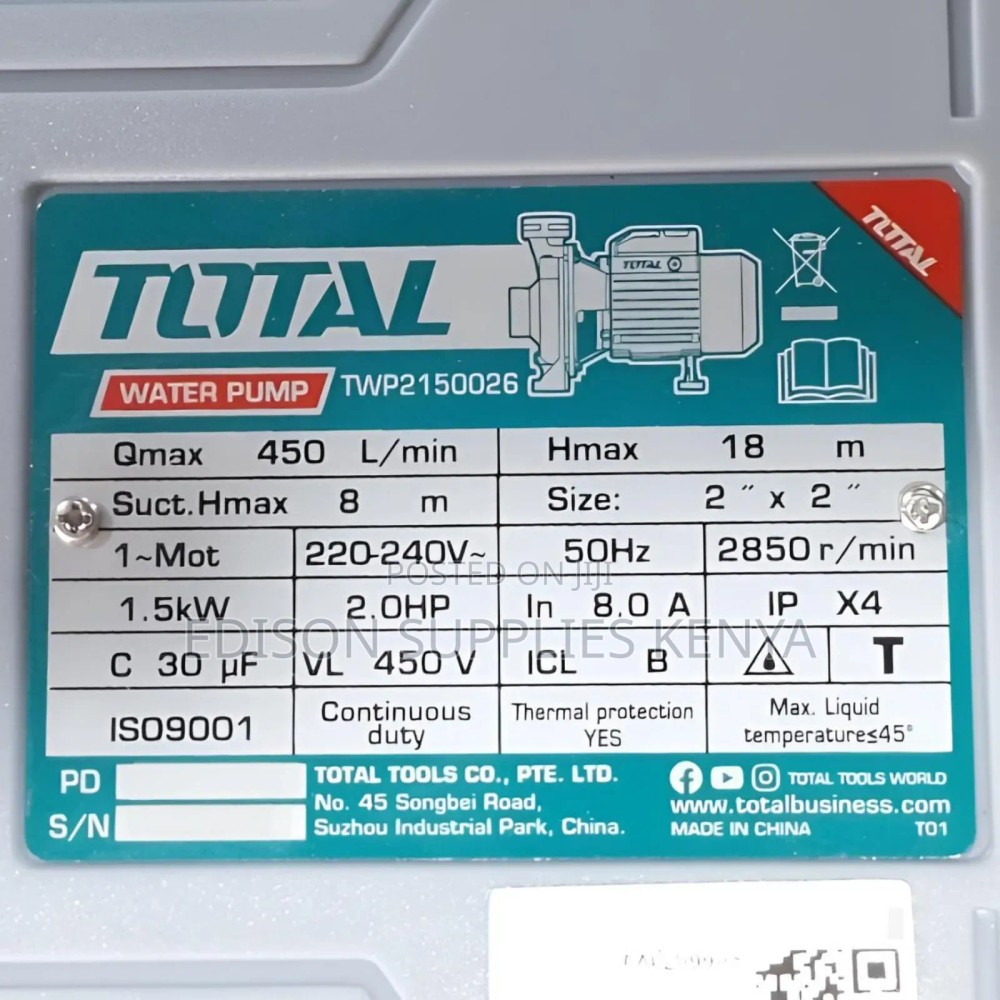 TOTAL
TOTAL
TOTAL
WATER PUMP TWP2150026
Qmax 450 L/min Hmax 18 m
Suct.Hmax 8 m Size: 2" x 2"
1~Mot 220-240V~ 50Hz 2850 r/min
POSTED ON JIJI
1.5kW 2.0HP In 8.0 A IP X4
EDISON SUPPLIES KENYA
C 30 µF VL 450 V ICL B T
ISO9001 Continuous duty Thermal protection YES Max. Liquid temperature≤45°
PD TOTAL TOOLS CO., PTE. LTD. TOTAL TOOLS WORLD
No. 45 Songbei Road, www.totalbusiness.com
S/N Suzhou Industrial Park, China. MADE IN CHINA T01